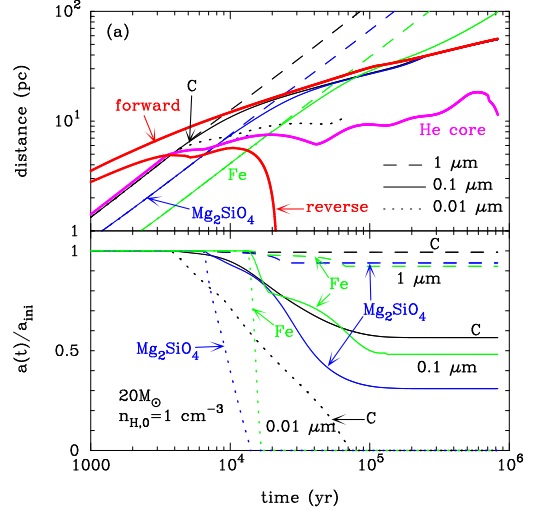 (a)
distance (pc)
10²
10¹
1
forward
C
He core
1 μm
0.1 μm
0.01 μm
Fe
Mg₂SiO₄
reverse
a(t)/a_ini
1
0.5
0
C
1 μm
Fe
Mg₂SiO₄
Fe
Mg₂SiO₄
C
0.1 μm
20M☉
n_H,0=1 cm⁻³
0.01 μm
C
1000
10⁴
10⁵
10⁶
time (yr)